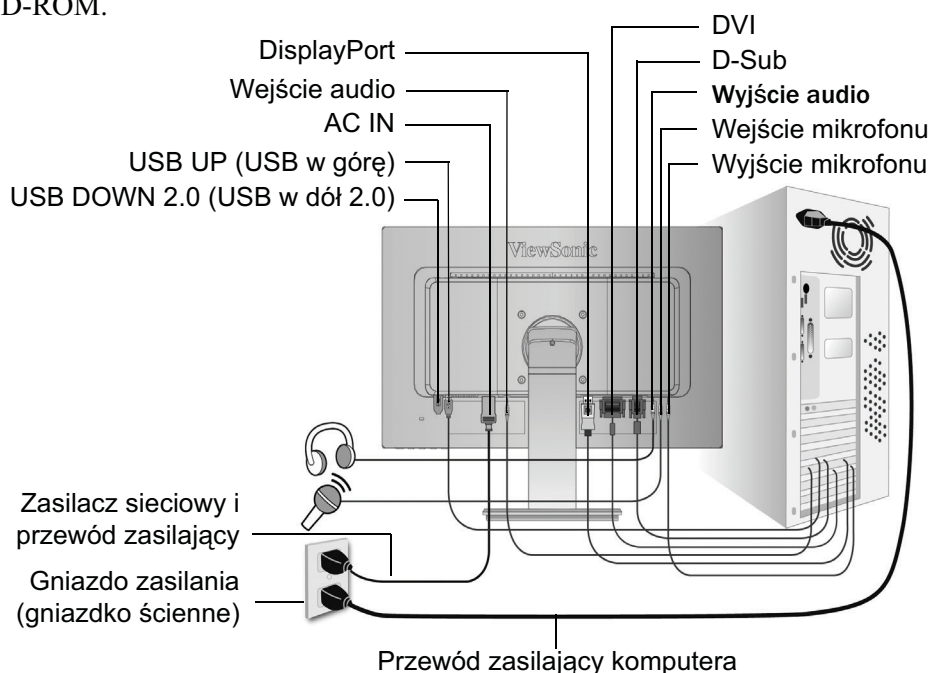 D-ROM.
DisplayPort
Wejście audio
AC IN
USB UP (USB w górę)
USB DOWN 2.0 (USB w dół 2.0)
DVI
D-Sub
Wyjście audio
Wejście mikrofonu
Wyjście mikrofonu
ViewSonic
Zasilacz sieciowy i
przewód zasilający
Gniazdo zasilania
(gniazdko ścienne)
Przewód zasilający komputera